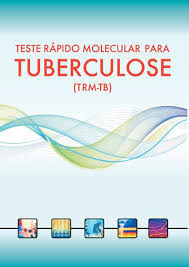 TESTE RÁPIDO MOLECULAR PARA
TUBERCULOSE
(TRM-TB)